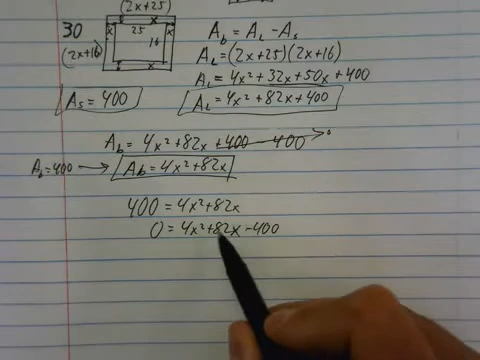 (2x+25)
30
25
x
x
16
x
(2x+16)
A_b = A_L - A_s
A_L = (2x+25)(2x+16)
A_L = 4x²+32x+50x+400
A_s = 400
A_L = 4x²+82x+400
A_b = 4x²+82x+400-400 → 0
A_b=400 → A_b = 4x²+82x
400 = 4x²+82x
0 = 4x²+82x-400